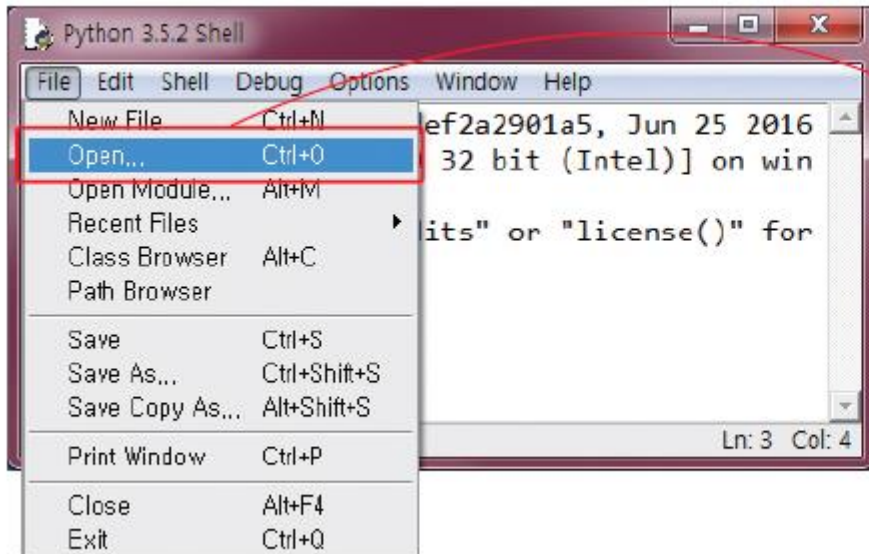 Python 3.5.2 Shell
File Edit Shell Debug Options Window Help
New File Ctrl+N
Open... Ctrl+O
Open Module... Alt+M
Recent Files
Class Browser Alt+C
Path Browser
Save Ctrl+S
Save As... Ctrl+Shift+S
Save Copy As... Alt+Shift+S
Print Window Ctrl+P
Close Alt+F4
Exit Ctrl+Q
ef2a2901a5, Jun 25 2016
32 bit (Intel)] on win
its" or "license()" for
Ln: 3 Col: 4